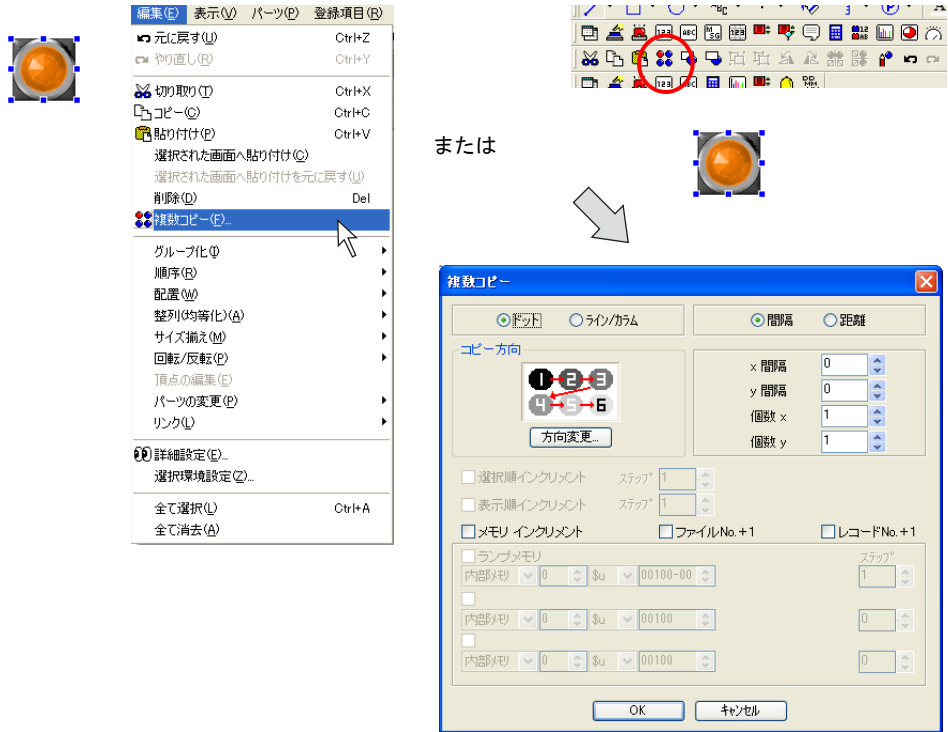 編集(E) 表示(V) パーツ(P) 登録項目(R)
元に戻す(U) Ctrl+Z
やり直し(R) Ctrl+Y
切り取り(T) Ctrl+X
コピー(C) Ctrl+C
貼り付け(P) Ctrl+V
選択された画面へ貼り付け(C)
選択された画面へ貼り付けを元に戻す(U)
削除(D) Del
複数コピー(F)...
グループ化(I)
順序(R)
配置(W)
整列(均等化)(A)
サイズ揃え(M)
回転/反転(P)
頂点の編集(E)
パーツの変更(P)
リンク(L)
詳細設定(E)...
選択環境設定(Z)...
全て選択(L) Ctrl+A
全て消去(A)
または
複数コピー
ドット ライン/カラム
間隔 距離
コピー方向
1 2 3
4 5 6
方向変更...
x 間隔 0
y 間隔 0
個数 x 1
個数 y 1
選択順インクリメント ステップ 1
表示順インクリメント ステップ 1
メモリ インクリメント ファイルNo.+1 レコードNo.+1
ランプメモリ ステップ
内部メモリ 0 $u 00100-00 1
内部メモリ 0 $u 00100 0
内部メモリ 0 $u 00100 0
OK キャンセル